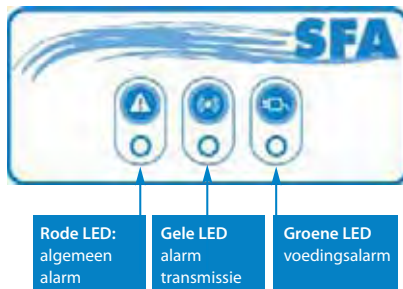 SFA
Rode LED:
algemeen
alarm
Gele LED
alarm
transmissie
Groene LED
voedingsalarm